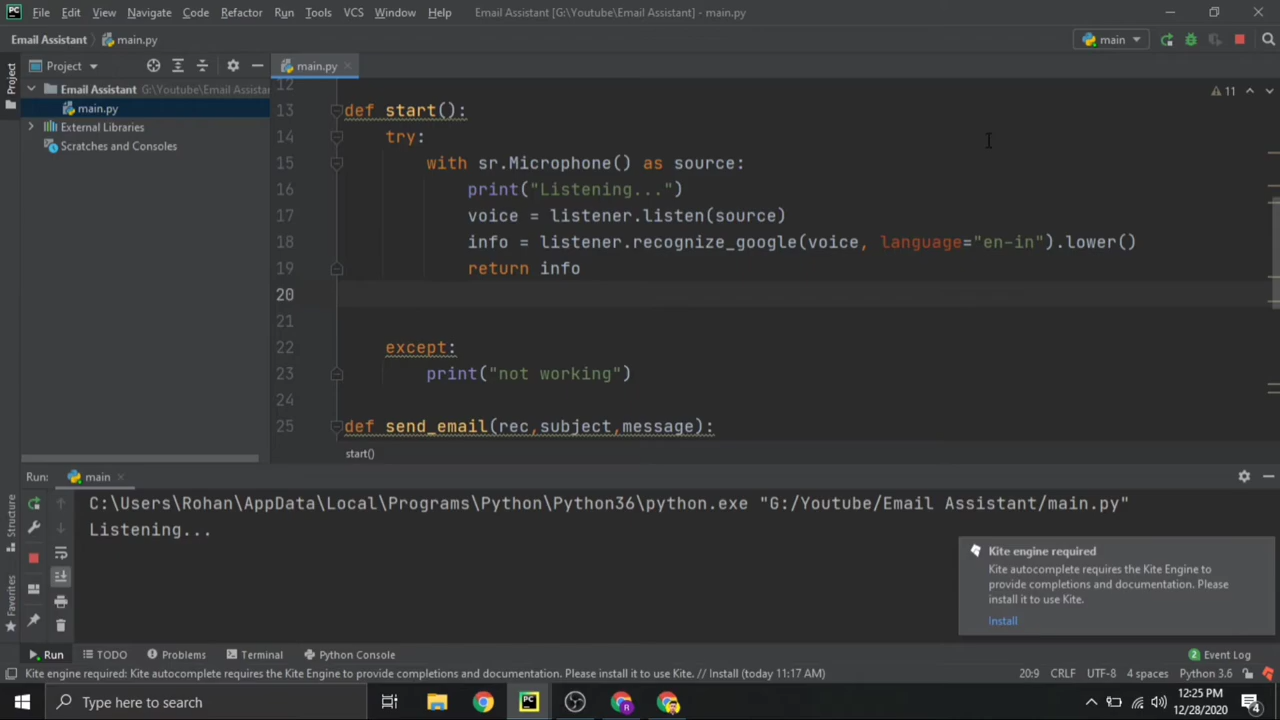 PC File Edit View Navigate Code Refactor Run Tools VCS Window Help Email Assistant [G:\Youtube\Email Assistant] - main.py
Email Assistant main.py main
Project
Project main.py
Email Assistant G:\Youtube\Email Assistan
main.py
External Libraries
Scratches and Consoles
11
12
13 def start():
14 try:
15 with sr.Microphone() as source:
16 print("Listening...")
17 voice = listener.listen(source)
18 info = listener.recognize_google(voice, language="en-in").lower()
19 return info
20
21
22 except:
23 print("not working")
24
25 def send_email(rec,subject,message):
start()
Run: main
C:\Users\Rohan\AppData\Local\Programs\Python\Python36\python.exe "G:/Youtube/Email Assistant/main.py"
Listening...
Structure
Favorites
Kite engine required
Kite autocomplete requires the Kite Engine to
provide completions and documentation. Please
install it to use Kite.
Install
Run TODO Problems Terminal Python Console 2 Event Log
Kite engine required: Kite autocomplete requires the Kite Engine to provide completions and documentation. Please install it to use Kite. // Install (today 11:17 AM) 20:9 CRLF UTF-8 4 spaces Python 3.6
Type here to search PC R 12:25 PM
12/28/2020 4